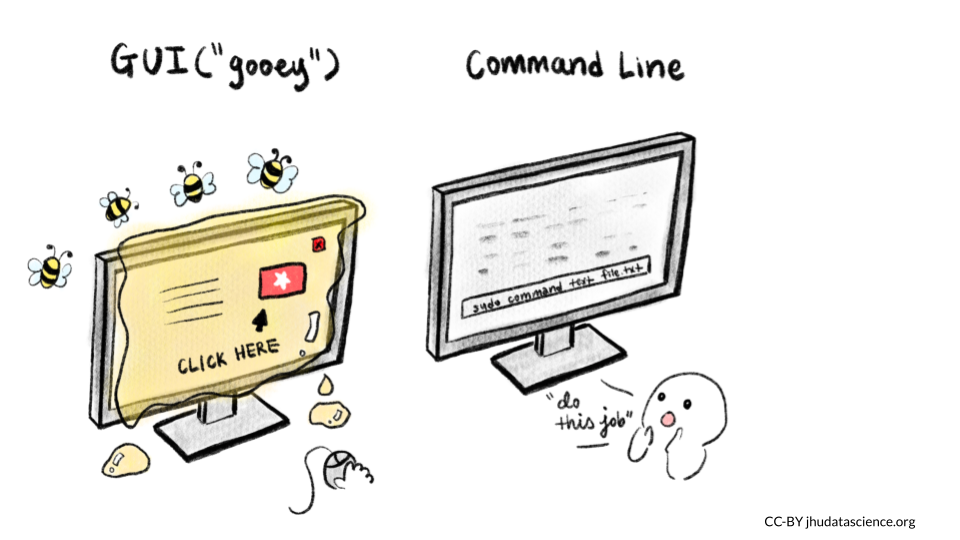 GUI("gooey")
Command Line
CLICK HERE
sudo command text file.txt
"do
this job"
CC-BY jhudatascience.org